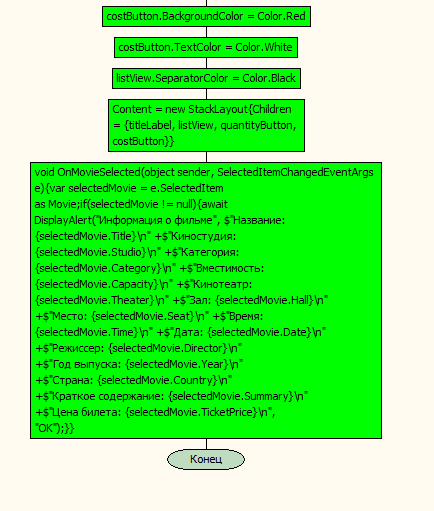 costButton.BackgroundColor = Color.Red
costButton.TextColor = Color.White
listView.SeparatorColor = Color.Black
Content = new StackLayout{Children
= {titleLabel, listView, quantityButton,
costButton}}
void OnMovieSelected(object sender, SelectedItemChangedEventArgs
e){var selectedMovie = e.SelectedItem
as Movie;if(selectedMovie != null){await
DisplayAlert("Информация о фильме", $"Название:
{selectedMovie.Title}\n" +$"Киностудия:
{selectedMovie.Studio}\n" +$"Категория:
{selectedMovie.Category}\n" +$"Вместимость:
{selectedMovie.Capacity}\n" +$"Кинотеатр:
{selectedMovie.Theater}\n" +$"Зал: {selectedMovie.Hall}\n"
+$"Место: {selectedMovie.Seat}\n" +$"Время:
{selectedMovie.Time}\n" +$"Дата: {selectedMovie.Date}\n"
+$"Режиссер: {selectedMovie.Director}\n"
+$"Год выпуска: {selectedMovie.Year}\n"
+$"Страна: {selectedMovie.Country}\n"
+$"Краткое содержание: {selectedMovie.Summary}\n"
+$"Цена билета: {selectedMovie.TicketPrice}\n",
"OK");}}
Конец